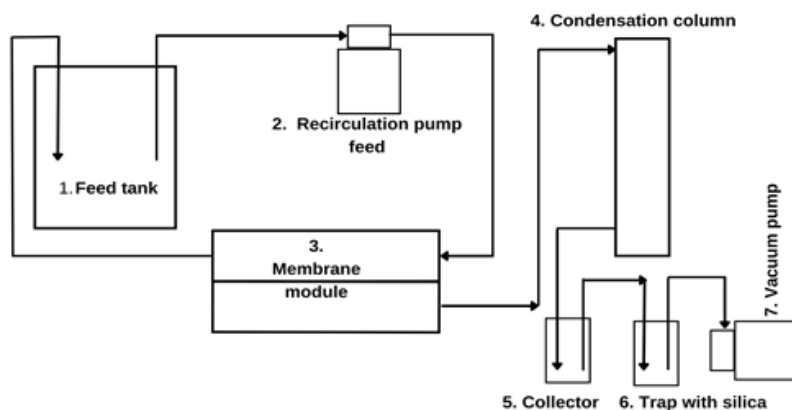 4. Condensation column
2. Recirculation pump
feed
1. Feed tank
3.
Membrane
module
7. Vacuum pump
5. Collector
6. Trap with silica